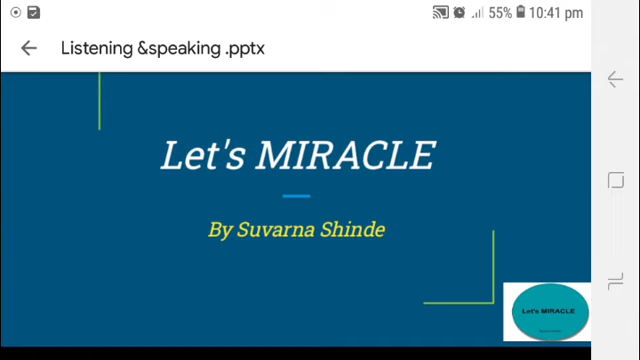 55% 10:41 pm
Listening &speaking .pptx
Let's MIRACLE
By Suvarna Shinde
Let's MIRACLE